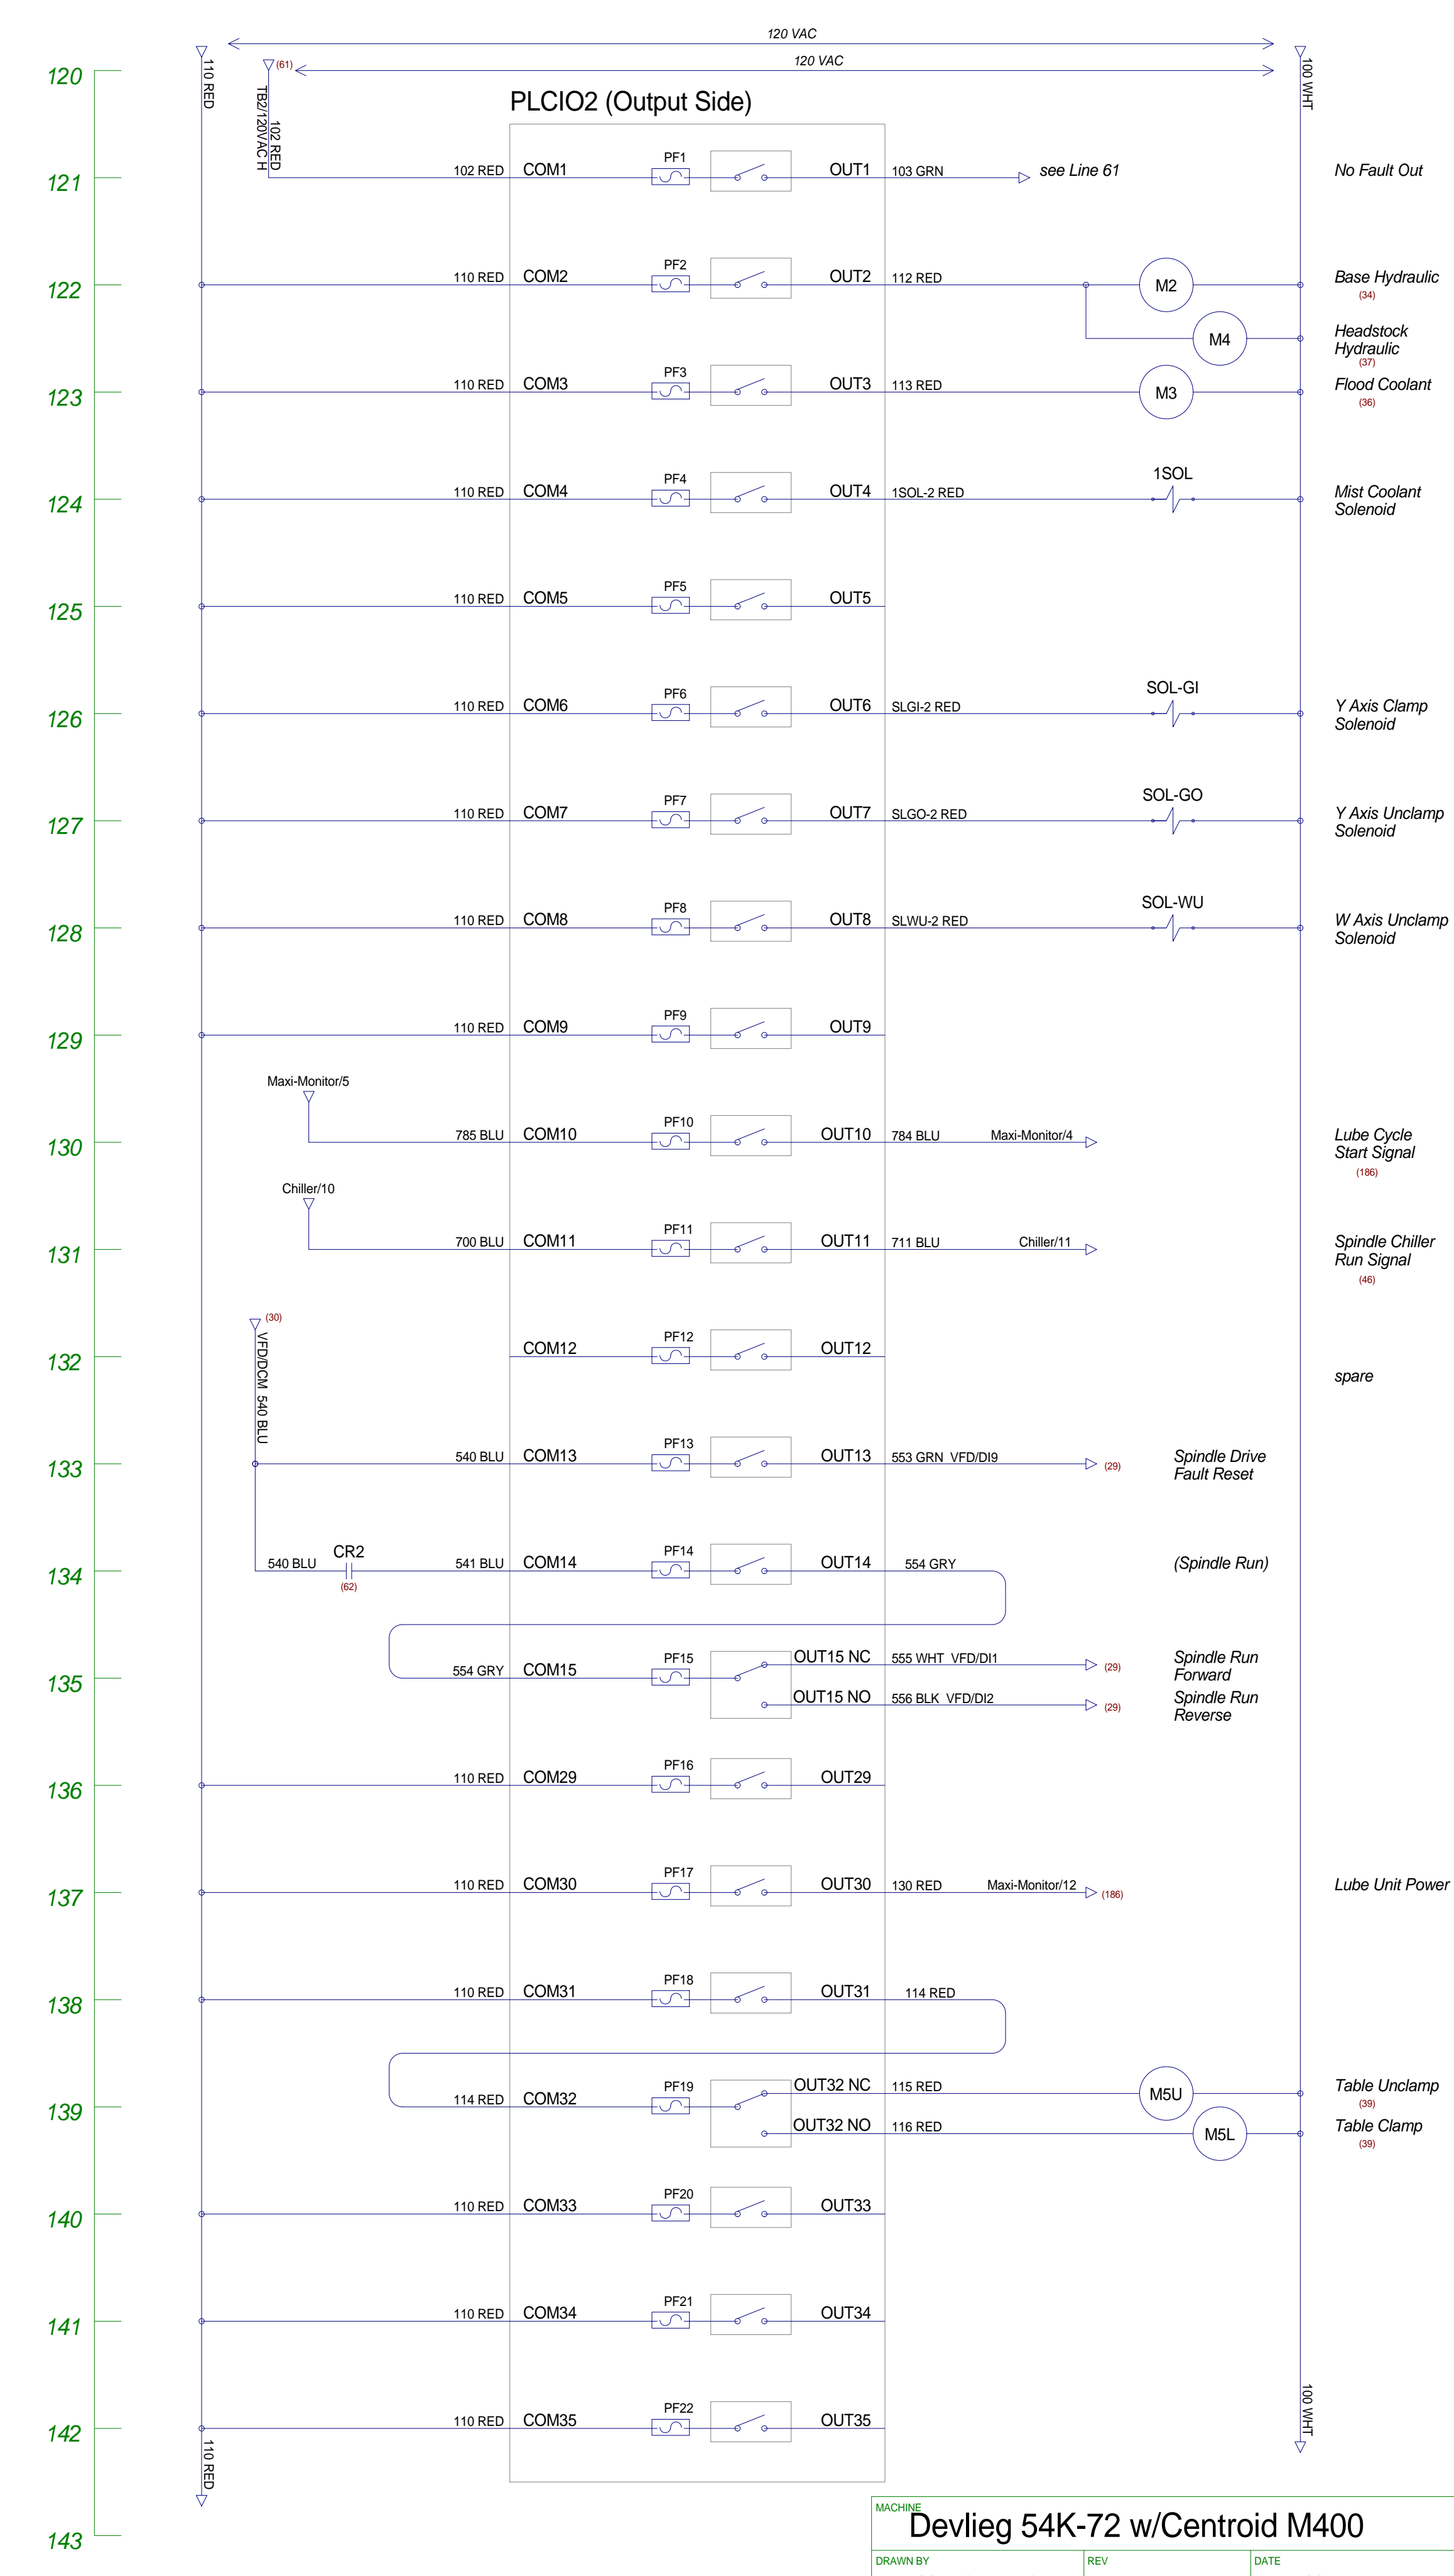 120 VAC
120 VAC
120
110 RED
(61)
TB2/120VAC H
102 RED
100 WHT
PLCIO2 (Output Side)
121
102 RED COM1 PF1 OUT1 103 GRN see Line 61 No Fault Out
122
110 RED COM2 PF2 OUT2 112 RED M2 Base Hydraulic
(34)
M4 Headstock
Hydraulic
(37)
123
110 RED COM3 PF3 OUT3 113 RED M3 Flood Coolant
(36)
124
110 RED COM4 PF4 OUT4 1SOL-2 RED 1SOL Mist Coolant
Solenoid
125
110 RED COM5 PF5 OUT5
126
110 RED COM6 PF6 OUT6 SLGI-2 RED SOL-GI Y Axis Clamp
Solenoid
127
110 RED COM7 PF7 OUT7 SLGO-2 RED SOL-GO Y Axis Unclamp
Solenoid
128
110 RED COM8 PF8 OUT8 SLWU-2 RED SOL-WU W Axis Unclamp
Solenoid
129
110 RED COM9 PF9 OUT9
Maxi-Monitor/5
130
785 BLU COM10 PF10 OUT10 784 BLU Maxi-Monitor/4 Lube Cycle
Start Signal
(186)
Chiller/10
131
700 BLU COM11 PF11 OUT11 711 BLU Chiller/11 Spindle Chiller
Run Signal
(46)
(30)
VFD/DCM 540 BLU
132
COM12 PF12 OUT12
spare
133
540 BLU COM13 PF13 OUT13 553 GRN VFD/DI9 (29) Spindle Drive
Fault Reset
134
540 BLU CR2 (62) 541 BLU COM14 PF14 OUT14 554 GRY (Spindle Run)
135
554 GRY COM15 PF15 OUT15 NC 555 WHT VFD/DI1 (29) Spindle Run
Forward
OUT15 NO 556 BLK VFD/DI2 (29) Spindle Run
Reverse
136
110 RED COM29 PF16 OUT29
137
110 RED COM30 PF17 OUT30 130 RED Maxi-Monitor/12 (186) Lube Unit Power
138
110 RED COM31 PF18 OUT31 114 RED
139
114 RED COM32 PF19 OUT32 NC 115 RED M5U Table Unclamp
(39)
OUT32 NO 116 RED M5L Table Clamp
(39)
140
110 RED COM33 PF20 OUT33
141
110 RED COM34 PF21 OUT34
142
110 RED COM35 PF22 OUT35
100 WHT
110 RED
143
MACHINE
Devlieg 54K-72 w/Centroid M400
DRAWN BY REV DATE